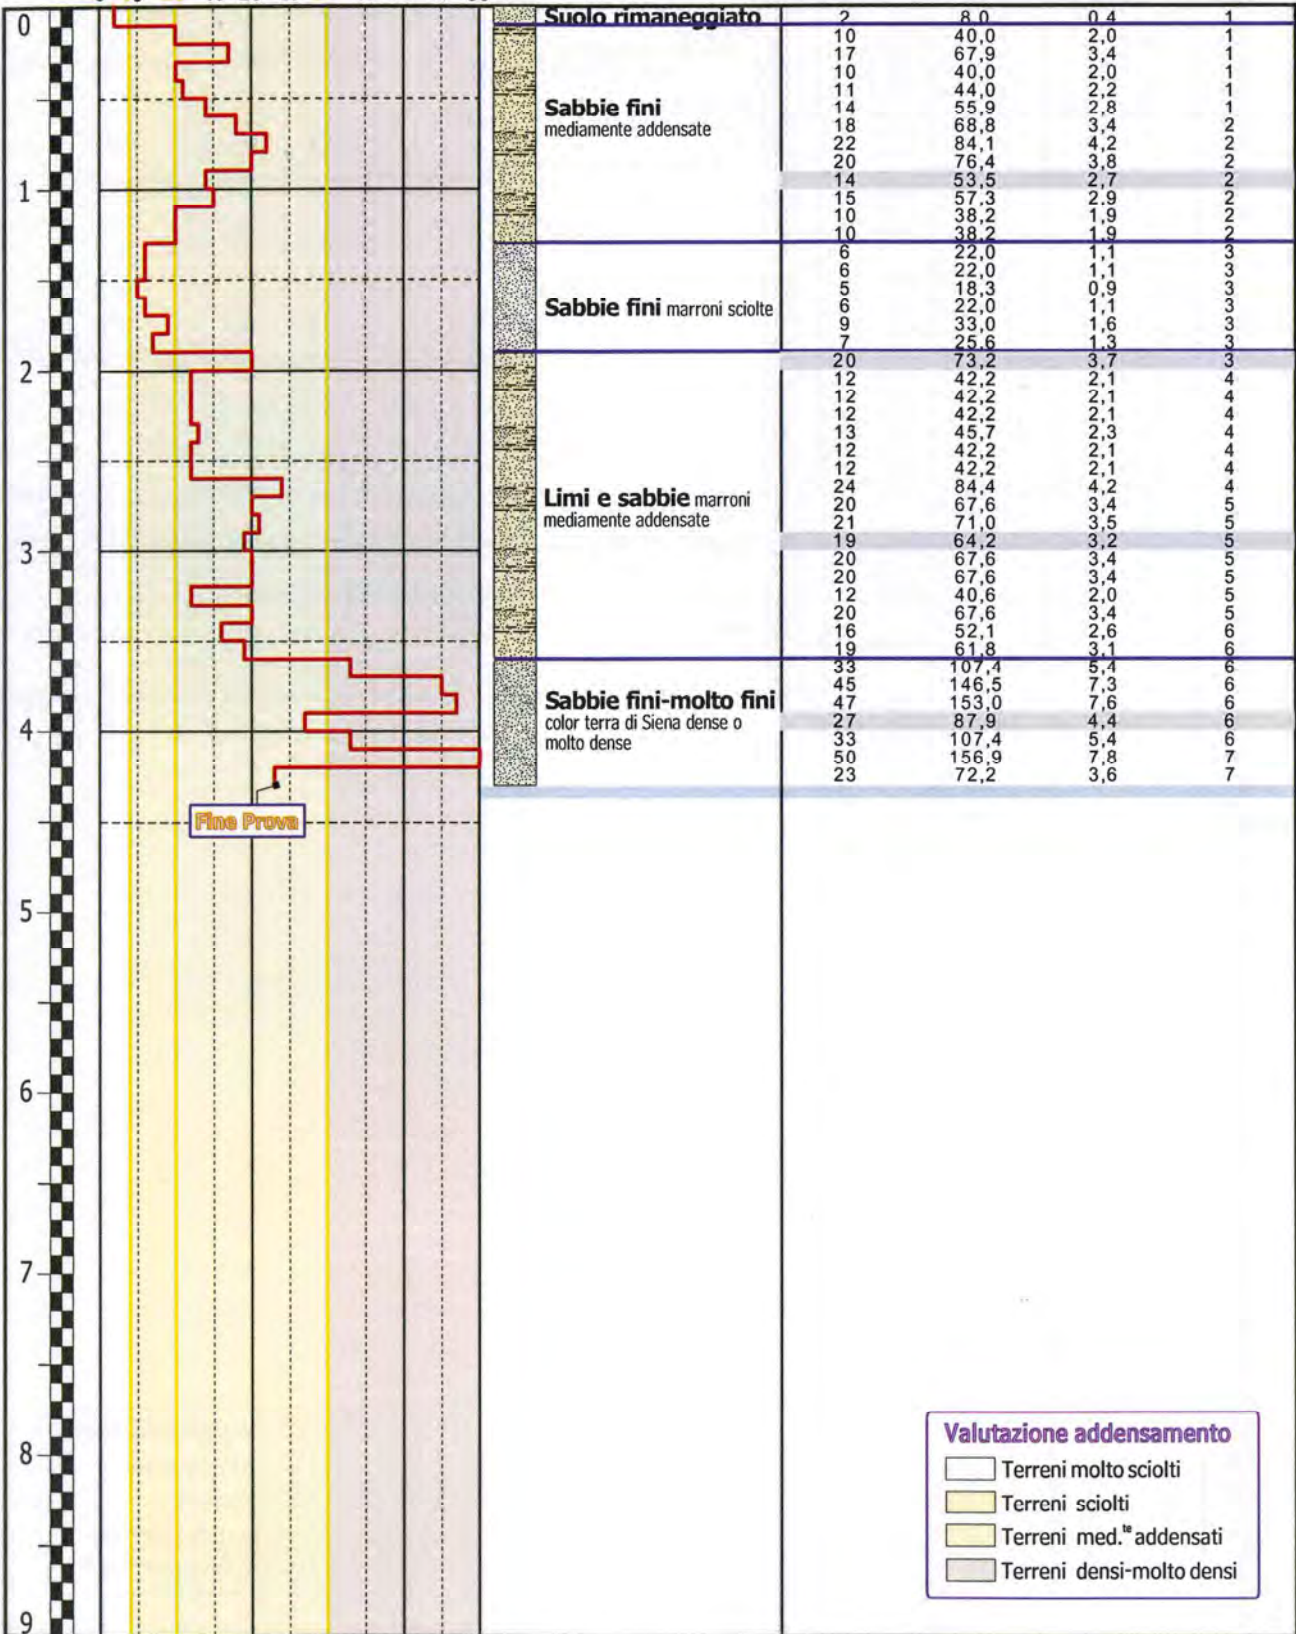 Suolo rimaneggiato 2 8,0 0,4 1
0
10 40,0 2,0 1
17 67,9 3,4 1
10 40,0 2,0 1
11 44,0 2,2 1
Sabbie fini 14 55,9 2,8 1
mediamente addensate 18 68,8 3,4 2
22 84,1 4,2 2
20 76,4 3,8 2
14 53,5 2,7 2
1 15 57,3 2,9 2
10 38,2 1,9 2
10 38,2 1,9 2
6 22,0 1,1 3
6 22,0 1,1 3
5 18,3 0,9 3
Sabbie fini marroni sciolte 6 22,0 1,1 3
9 33,0 1,6 3
7 25,6 1,3 3
20 73,2 3,7 3
2 12 42,2 2,1 4
12 42,2 2,1 4
12 42,2 2,1 4
13 45,7 2,3 4
12 42,2 2,1 4
12 42,2 2,1 4
24 84,4 4,2 4
Limi e sabbie marroni 20 67,6 3,4 5
mediamente addensate 21 71,0 3,5 5
19 64,2 3,2 5
3 20 67,6 3,4 5
20 67,6 3,4 5
12 40,6 2,0 5
20 67,6 3,4 5
16 52,1 2,6 6
19 61,8 3,1 6
33 107,4 5,4 6
45 146,5 7,3 6
Sabbie fini-molto fini 47 153,0 7,6 6
color terra di Siena dense o 27 87,9 4,4 6
4 molto dense 33 107,4 5,4 6
50 156,9 7,8 7
23 72,2 3,6 7
Fine Prova
5
6
7
8
Valutazione addensamento
Terreni molto sciolti
Terreni sciolti
Terreni med.te addensati
Terreni densi-molto densi
9